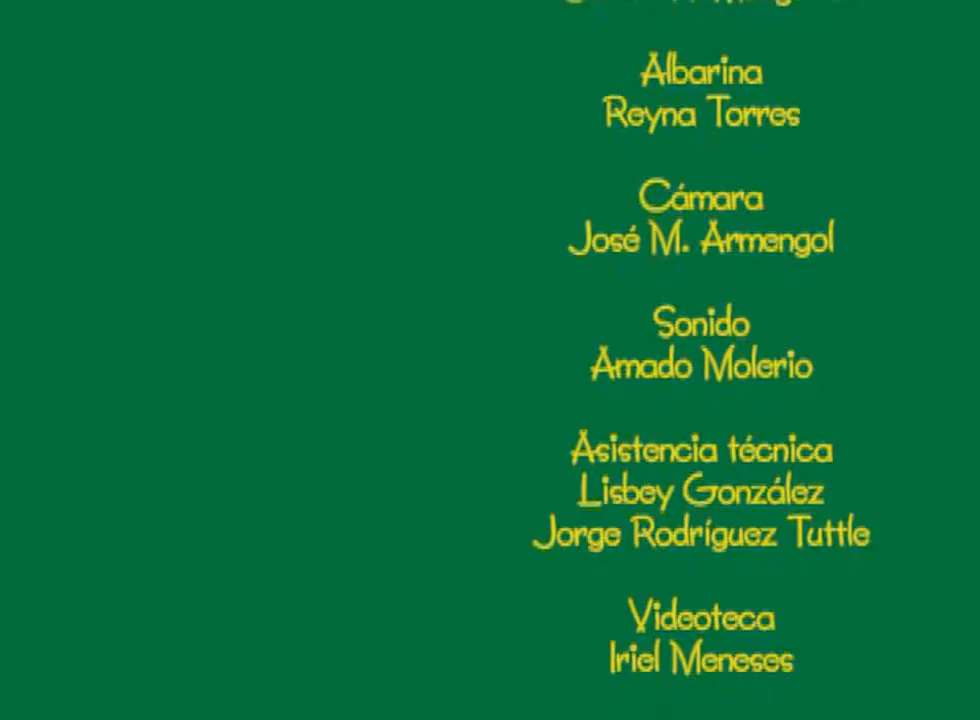 Albarina
Reyna Torres
Cámara
José M. Armengol
Sonido
Amado Molerio
Asistencia técnica
Lisbey González
Jorge Rodríguez Tuttle
Videoteca
Iriel Meneses